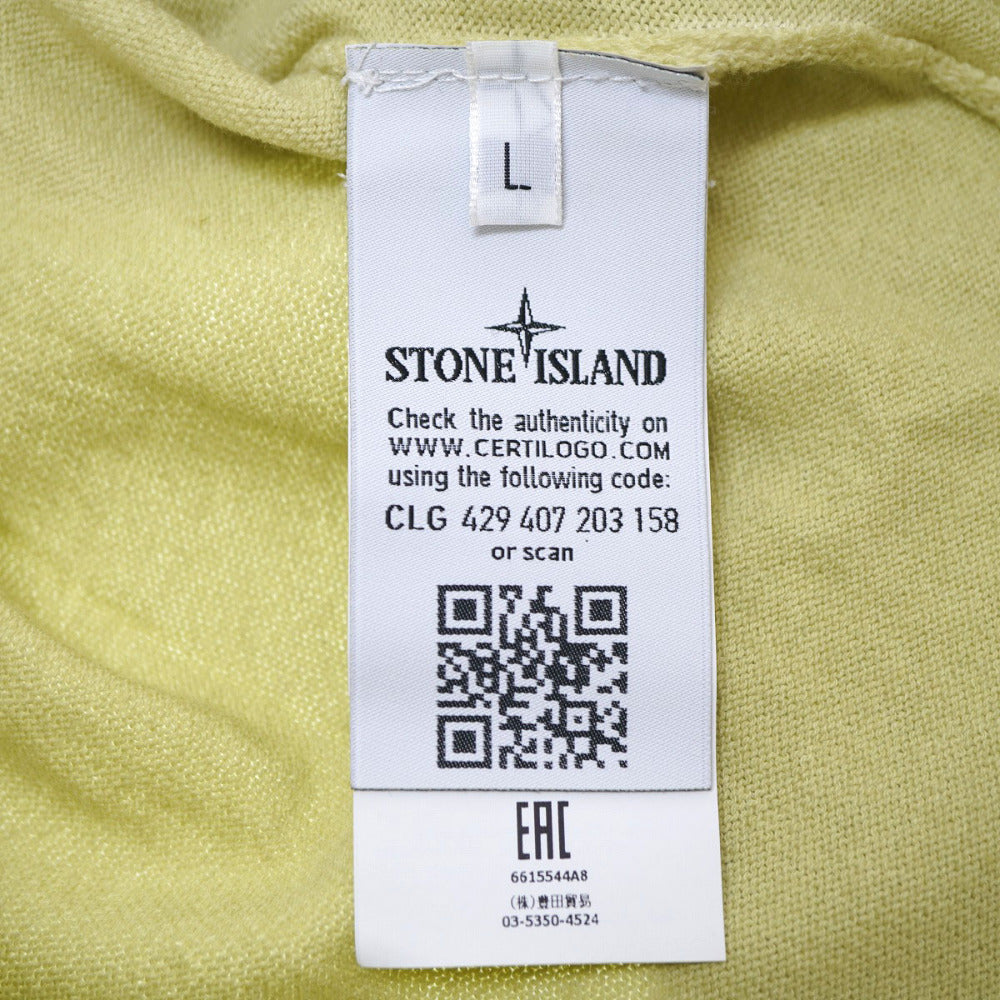 L
STONE ISLAND
Check the authenticity on
WWW.CERTILOGO.COM
using the following code:
CLG 429 407 203 158
or scan
EAC
6615544A8
(株)豊田貿易
03-5350-4524